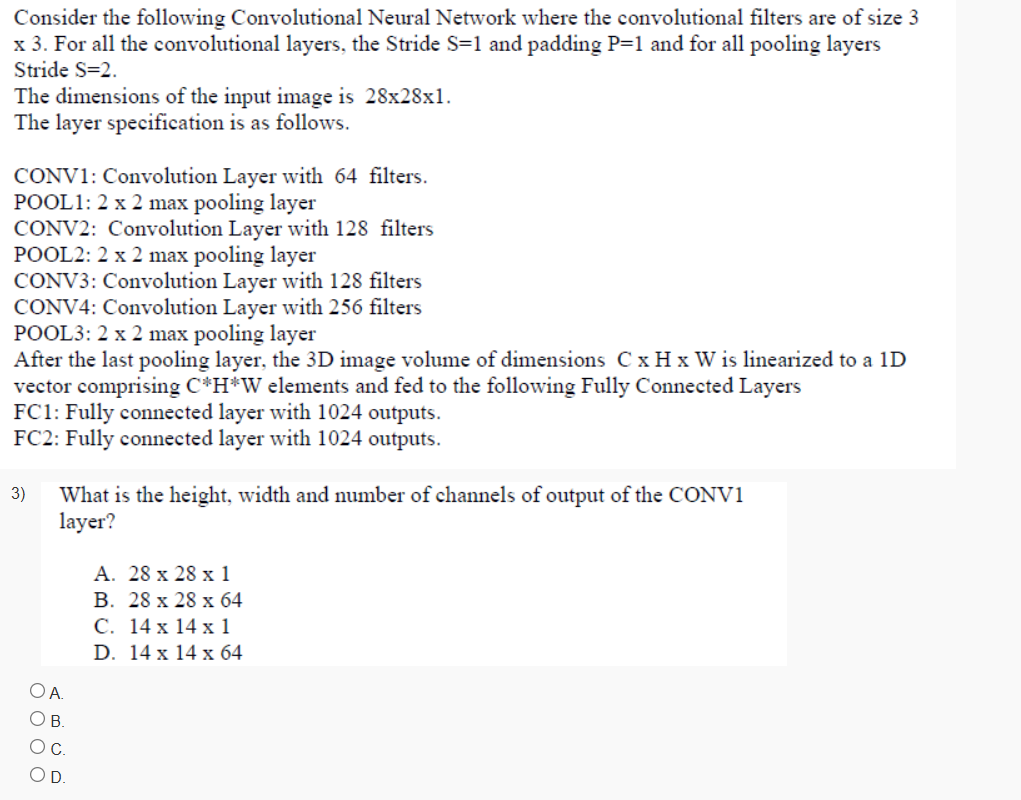 Consider the following Convolutional Neural Network where the convolutional filters are of size 3
x 3. For all the convolutional layers, the Stride S=1 and padding P=1 and for all pooling layers
Stride S=2.
The dimensions of the input image is 28x28x1.
The layer specification is as follows.
CONV1: Convolution Layer with 64 filters.
POOL1: 2 x 2 max pooling layer
CONV2: Convolution Layer with 128 filters
POOL2: 2 x 2 max pooling layer
CONV3: Convolution Layer with 128 filters
CONV4: Convolution Layer with 256 filters
POOL3: 2 x 2 max pooling layer
After the last pooling layer, the 3D image volume of dimensions C x H x W is linearized to a 1D
vector comprising C*H*W elements and fed to the following Fully Connected Layers
FC1: Fully connected layer with 1024 outputs.
FC2: Fully connected layer with 1024 outputs.
3) What is the height, width and number of channels of output of the CONV1
layer?
A. 28 x 28 x 1
B. 28 x 28 x 64
C. 14 x 14 x 1
D. 14 x 14 x 64
A.
B.
C.
D.